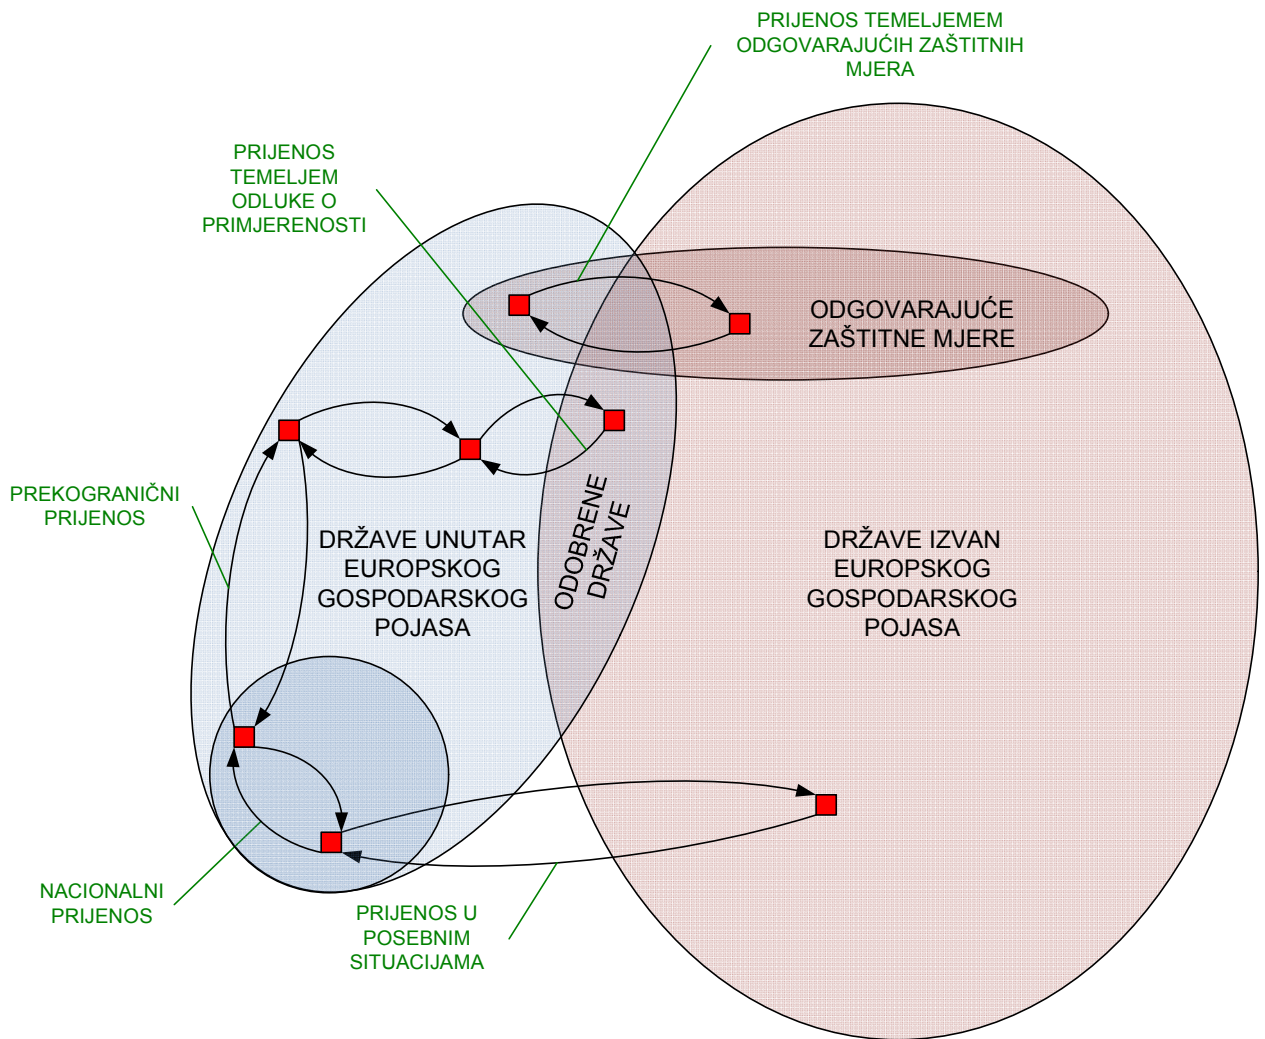 PRIJENOS TEMELJEMEM
ODGOVARAJUĆIH ZAŠTITNIH
MJERA
PRIJENOS
TEMELJEM
ODLUKE O
PRIMJERENOSTI
ODGOVARAJUĆE
ZAŠTITNE MJERE
PREKOGRANIČNI
PRIJENOS
DRŽAVE UNUTAR
EUROPSKOG
GOSPODARSKOG
POJASA
ODOBRENE
DRŽAVE
DRŽAVE IZVAN
EUROPSKOG
GOSPODARSKOG
POJASA
NACIONALNI
PRIJENOS
PRIJENOS U
POSEBNIM
SITUACIJAMA